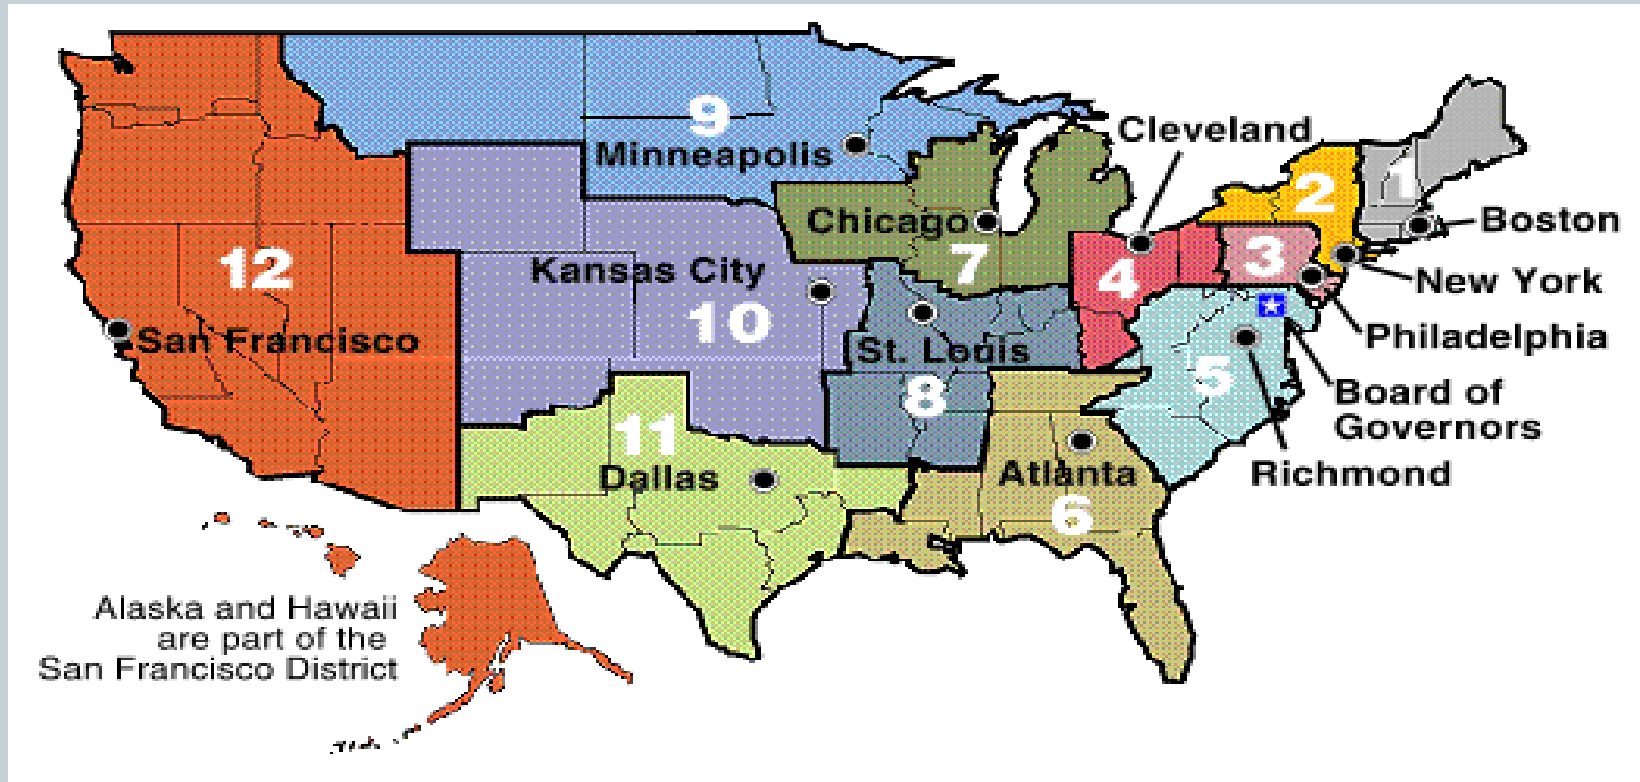 9
Minneapolis
Cleveland
1
2
Boston
Chicago
7
3
12
Kansas City
4
New York
10
San Francisco
St. Louis
Philadelphia
5
8
Board of
Governors
11
Dallas
Atlanta
Richmond
6
Alaska and Hawaii
are part of the
San Francisco District